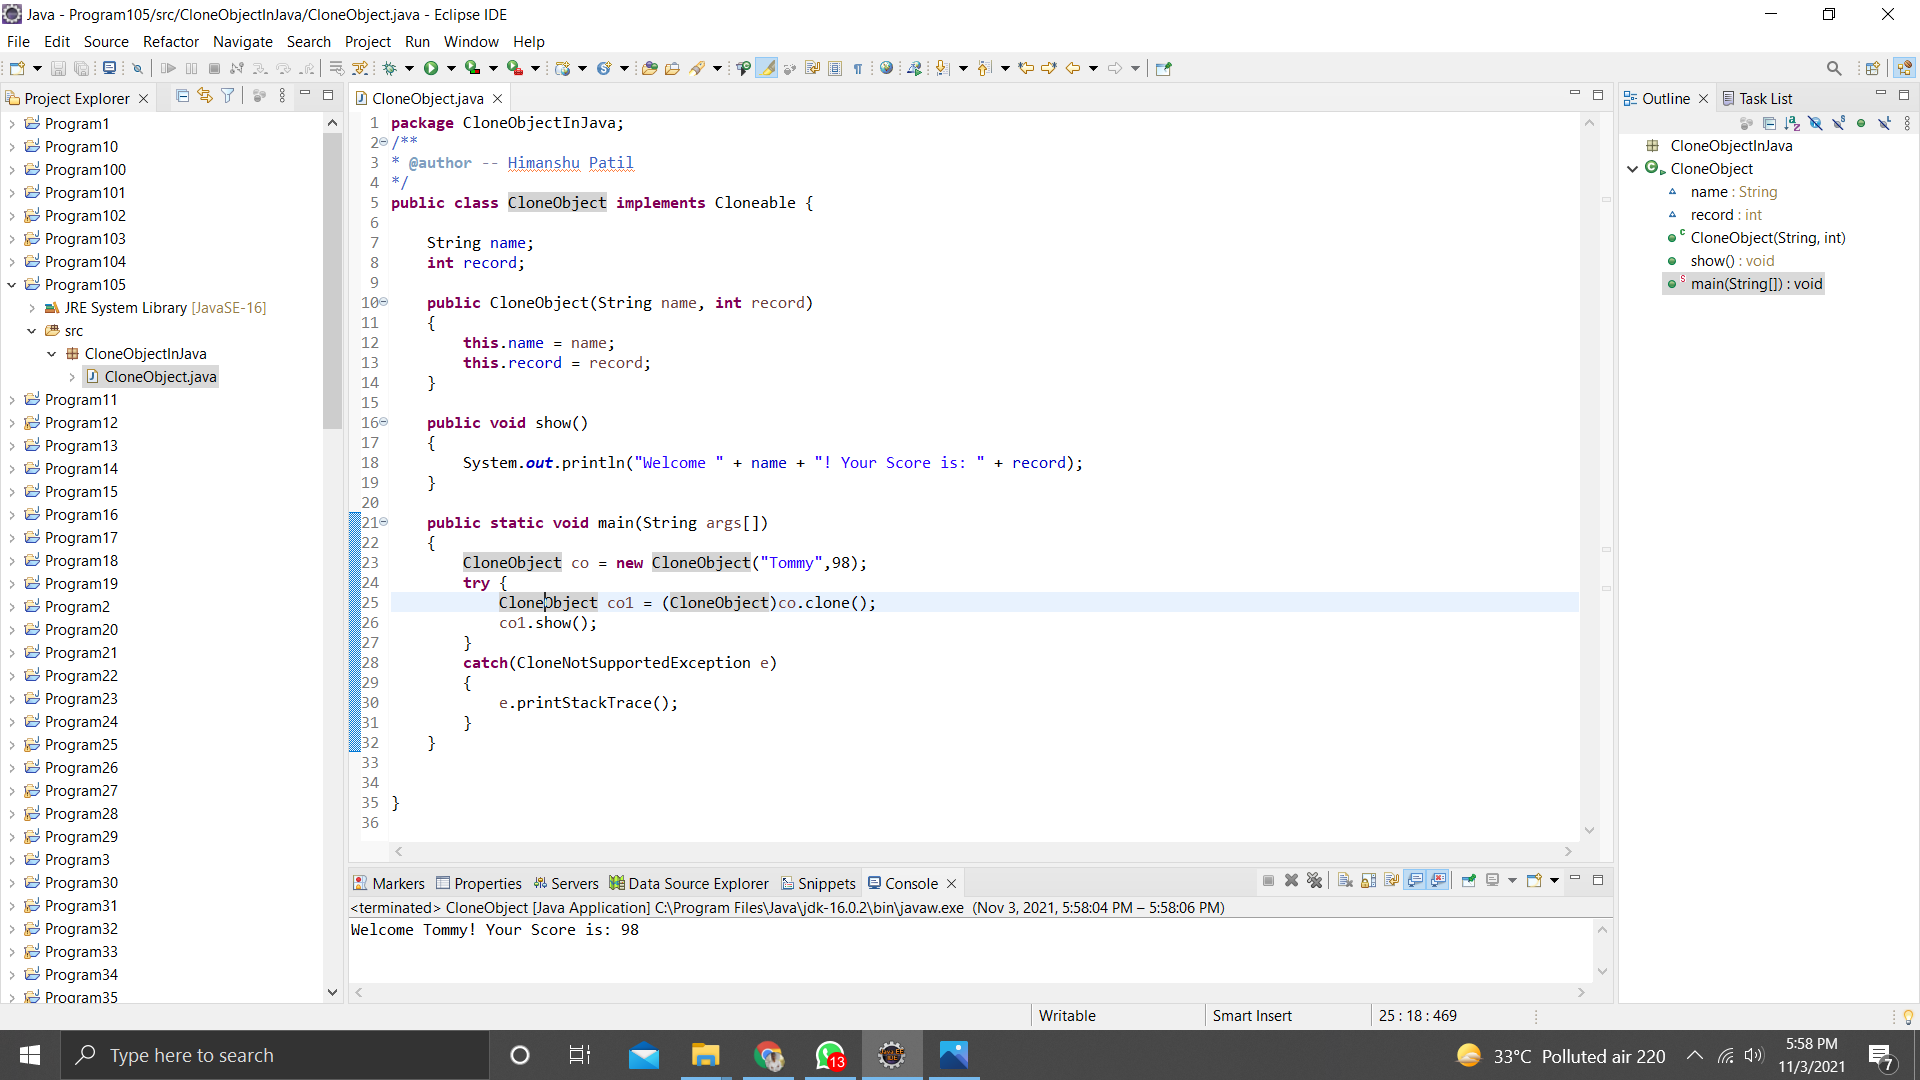 Java - Program105/src/CloneObjectInJava/CloneObject.java - Eclipse IDE
File Edit Source Refactor Navigate Search Project Run Window Help
Project Explorer
Program1
Program10
Program100
Program101
Program102
Program103
Program104
Program105
JRE System Library [JavaSE-16]
src
CloneObjectInJava
CloneObject.java
Program11
Program12
Program13
Program14
Program15
Program16
Program17
Program18
Program19
Program2
Program20
Program21
Program22
Program23
Program24
Program25
Program26
Program27
Program28
Program29
Program3
Program30
Program31
Program32
Program33
Program34
Program35
CloneObject.java
1 package CloneObjectInJava;
2 /**
3 * @author -- Himanshu Patil
4 */
5 public class CloneObject implements Cloneable {
6
7 String name;
8 int record;
9
10 public CloneObject(String name, int record)
11 {
12 this.name = name;
13 this.record = record;
14 }
15
16 public void show()
17 {
18 System.out.println("Welcome " + name + "! Your Score is: " + record);
19 }
20
21 public static void main(String args[])
22 {
23 CloneObject co = new CloneObject("Tommy",98);
24 try {
25 CloneObject co1 = (CloneObject)co.clone();
26 co1.show();
27 }
28 catch(CloneNotSupportedException e)
29 {
30 e.printStackTrace();
31 }
32 }
33
34
35 }
36
Outline Task List
CloneObjectInJava
CloneObject
name : String
record : int
CloneObject(String, int)
show() : void
main(String[]) : void
Markers Properties Servers Data Source Explorer Snippets Console
<terminated> CloneObject [Java Application] C:\Program Files\Java\jdk-16.0.2\bin\javaw.exe (Nov 3, 2021, 5:58:04 PM – 5:58:06 PM)
Welcome Tommy! Your Score is: 98
Writable Smart Insert 25 : 18 : 469
Type here to search
13
33°C Polluted air 220
5:58 PM
11/3/2021
7